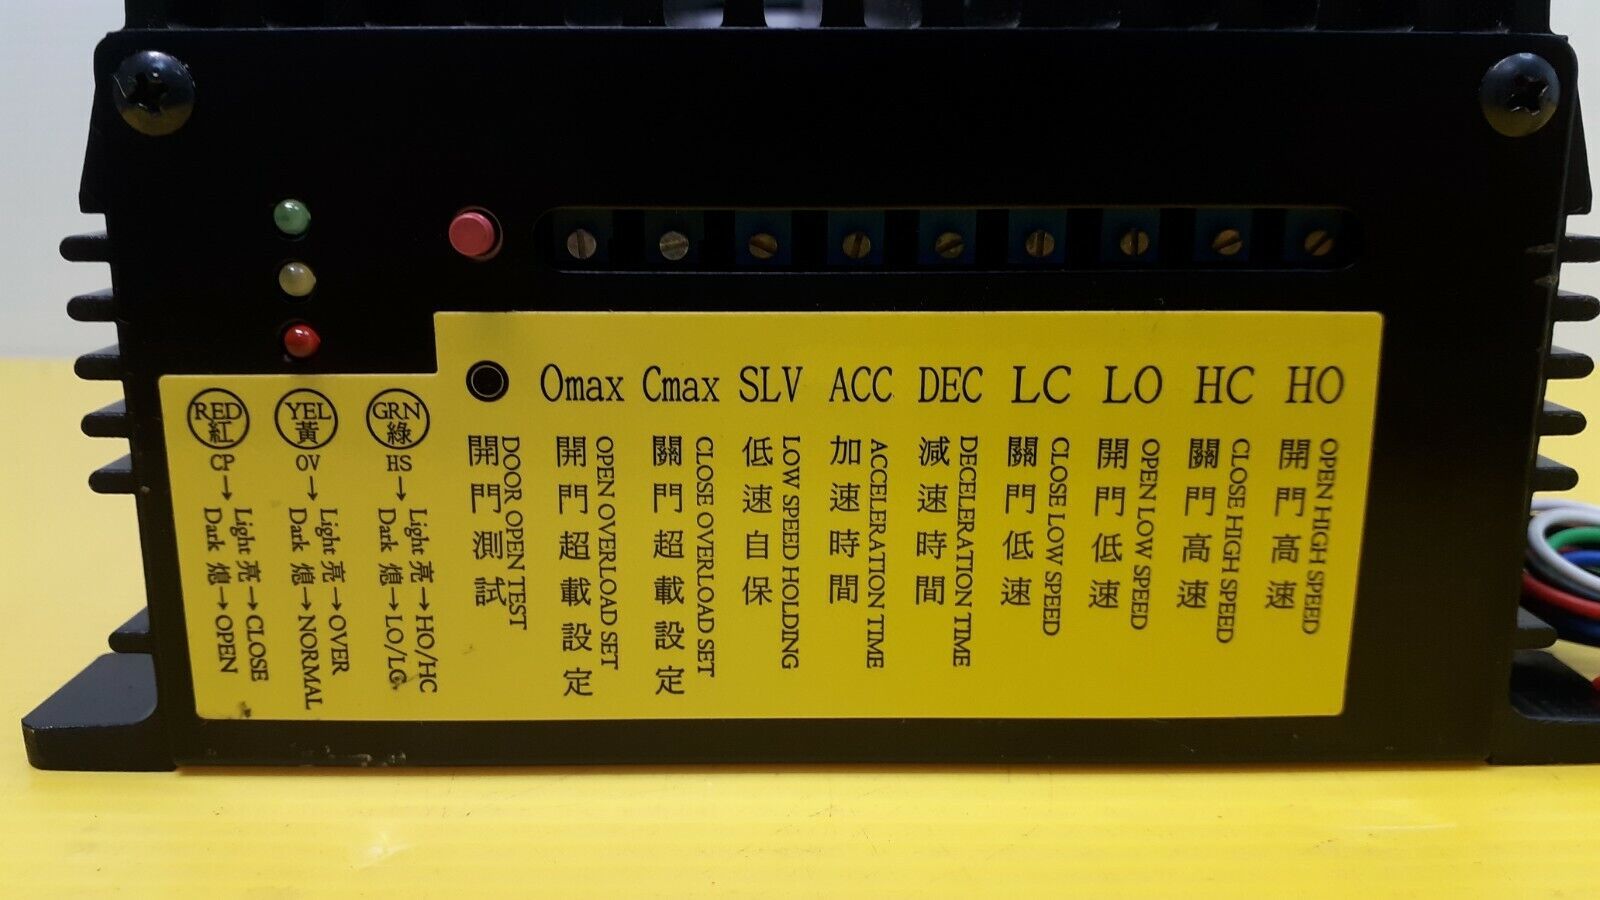 RED 紅
CP→ Light 亮→CLOSE
Dark 熄→OPEN
YEL 黃
OV→ Light 亮→OVER
Dark 熄→NORMAL
GRN 綠
HS→ Light 亮→HO/HC
Dark 熄→LO/LC
開門測試
DOOR OPEN TEST
Omax
開門超載設定
OPEN OVERLOAD SET
Cmax
關門超載設定
CLOSE OVERLOAD SET
SLV
低速自保
LOW SPEED HOLDING
ACC
加速時間
ACCELERATION TIME
DEC
減速時間
DECELERATION TIME
LC
關門低速
CLOSE LOW SPEED
LO
開門低速
OPEN LOW SPEED
HC
關門高速
CLOSE HIGH SPEED
HO
開門高速
OPEN HIGH SPEED